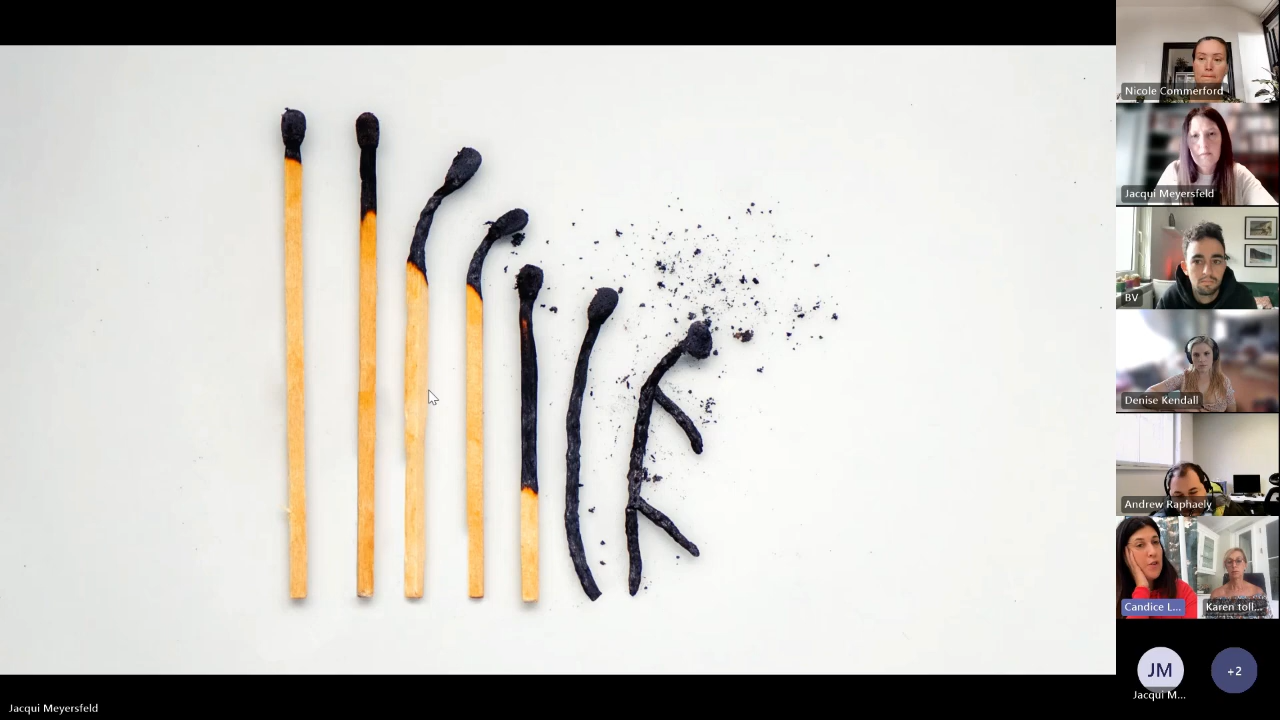 Nicole Commerford
Jacqui Meyersfeld
BV
Denise Kendall
Andrew Raphaely
Candice L...
Karen toll...
JM
+2
Jacqui M...
Jacqui Meyersfeld